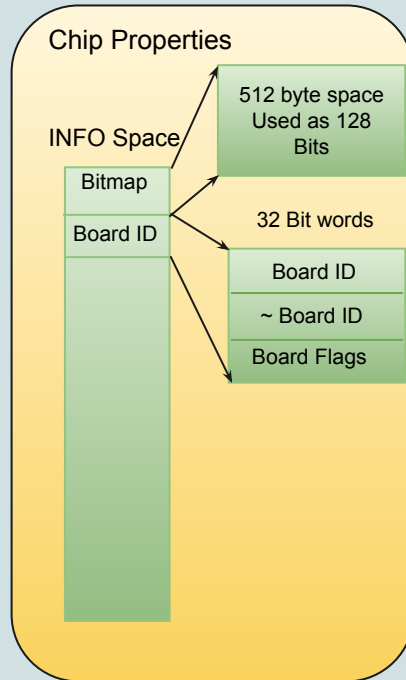 Chip Properties
512 byte space
Used as 128
Bits
INFO Space
Bitmap
Board ID
32 Bit words
Board ID
~ Board ID
Board Flags